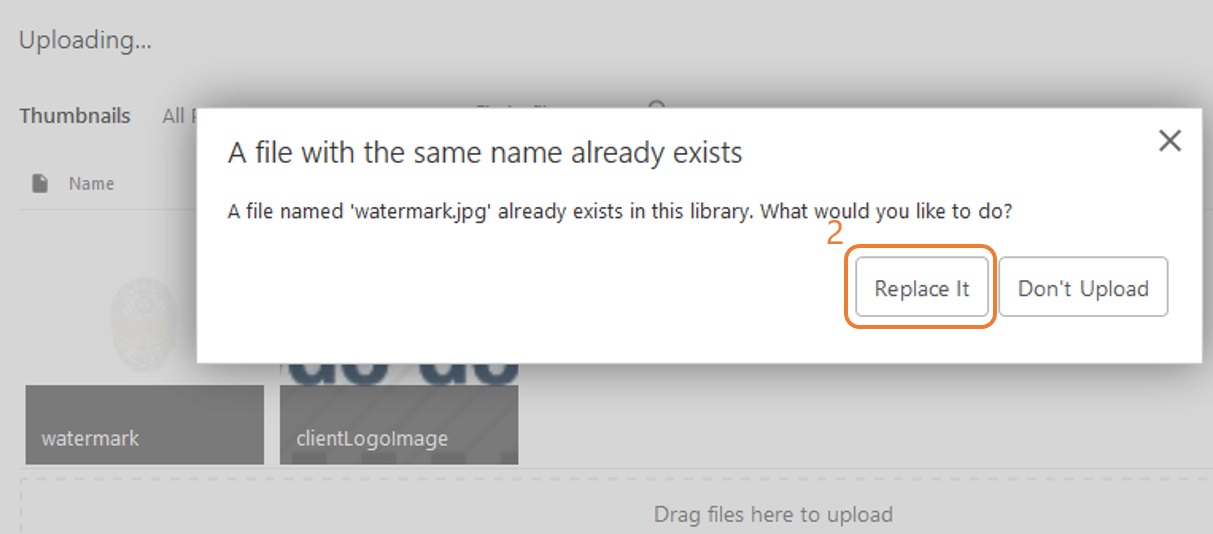 Uploading...
Thumbnails All
A file with the same name already exists
Name
A file named 'watermark.jpg' already exists in this library. What would you like to do?
2
Replace It Don't Upload
watermark clientLogoImage
Drag files here to upload